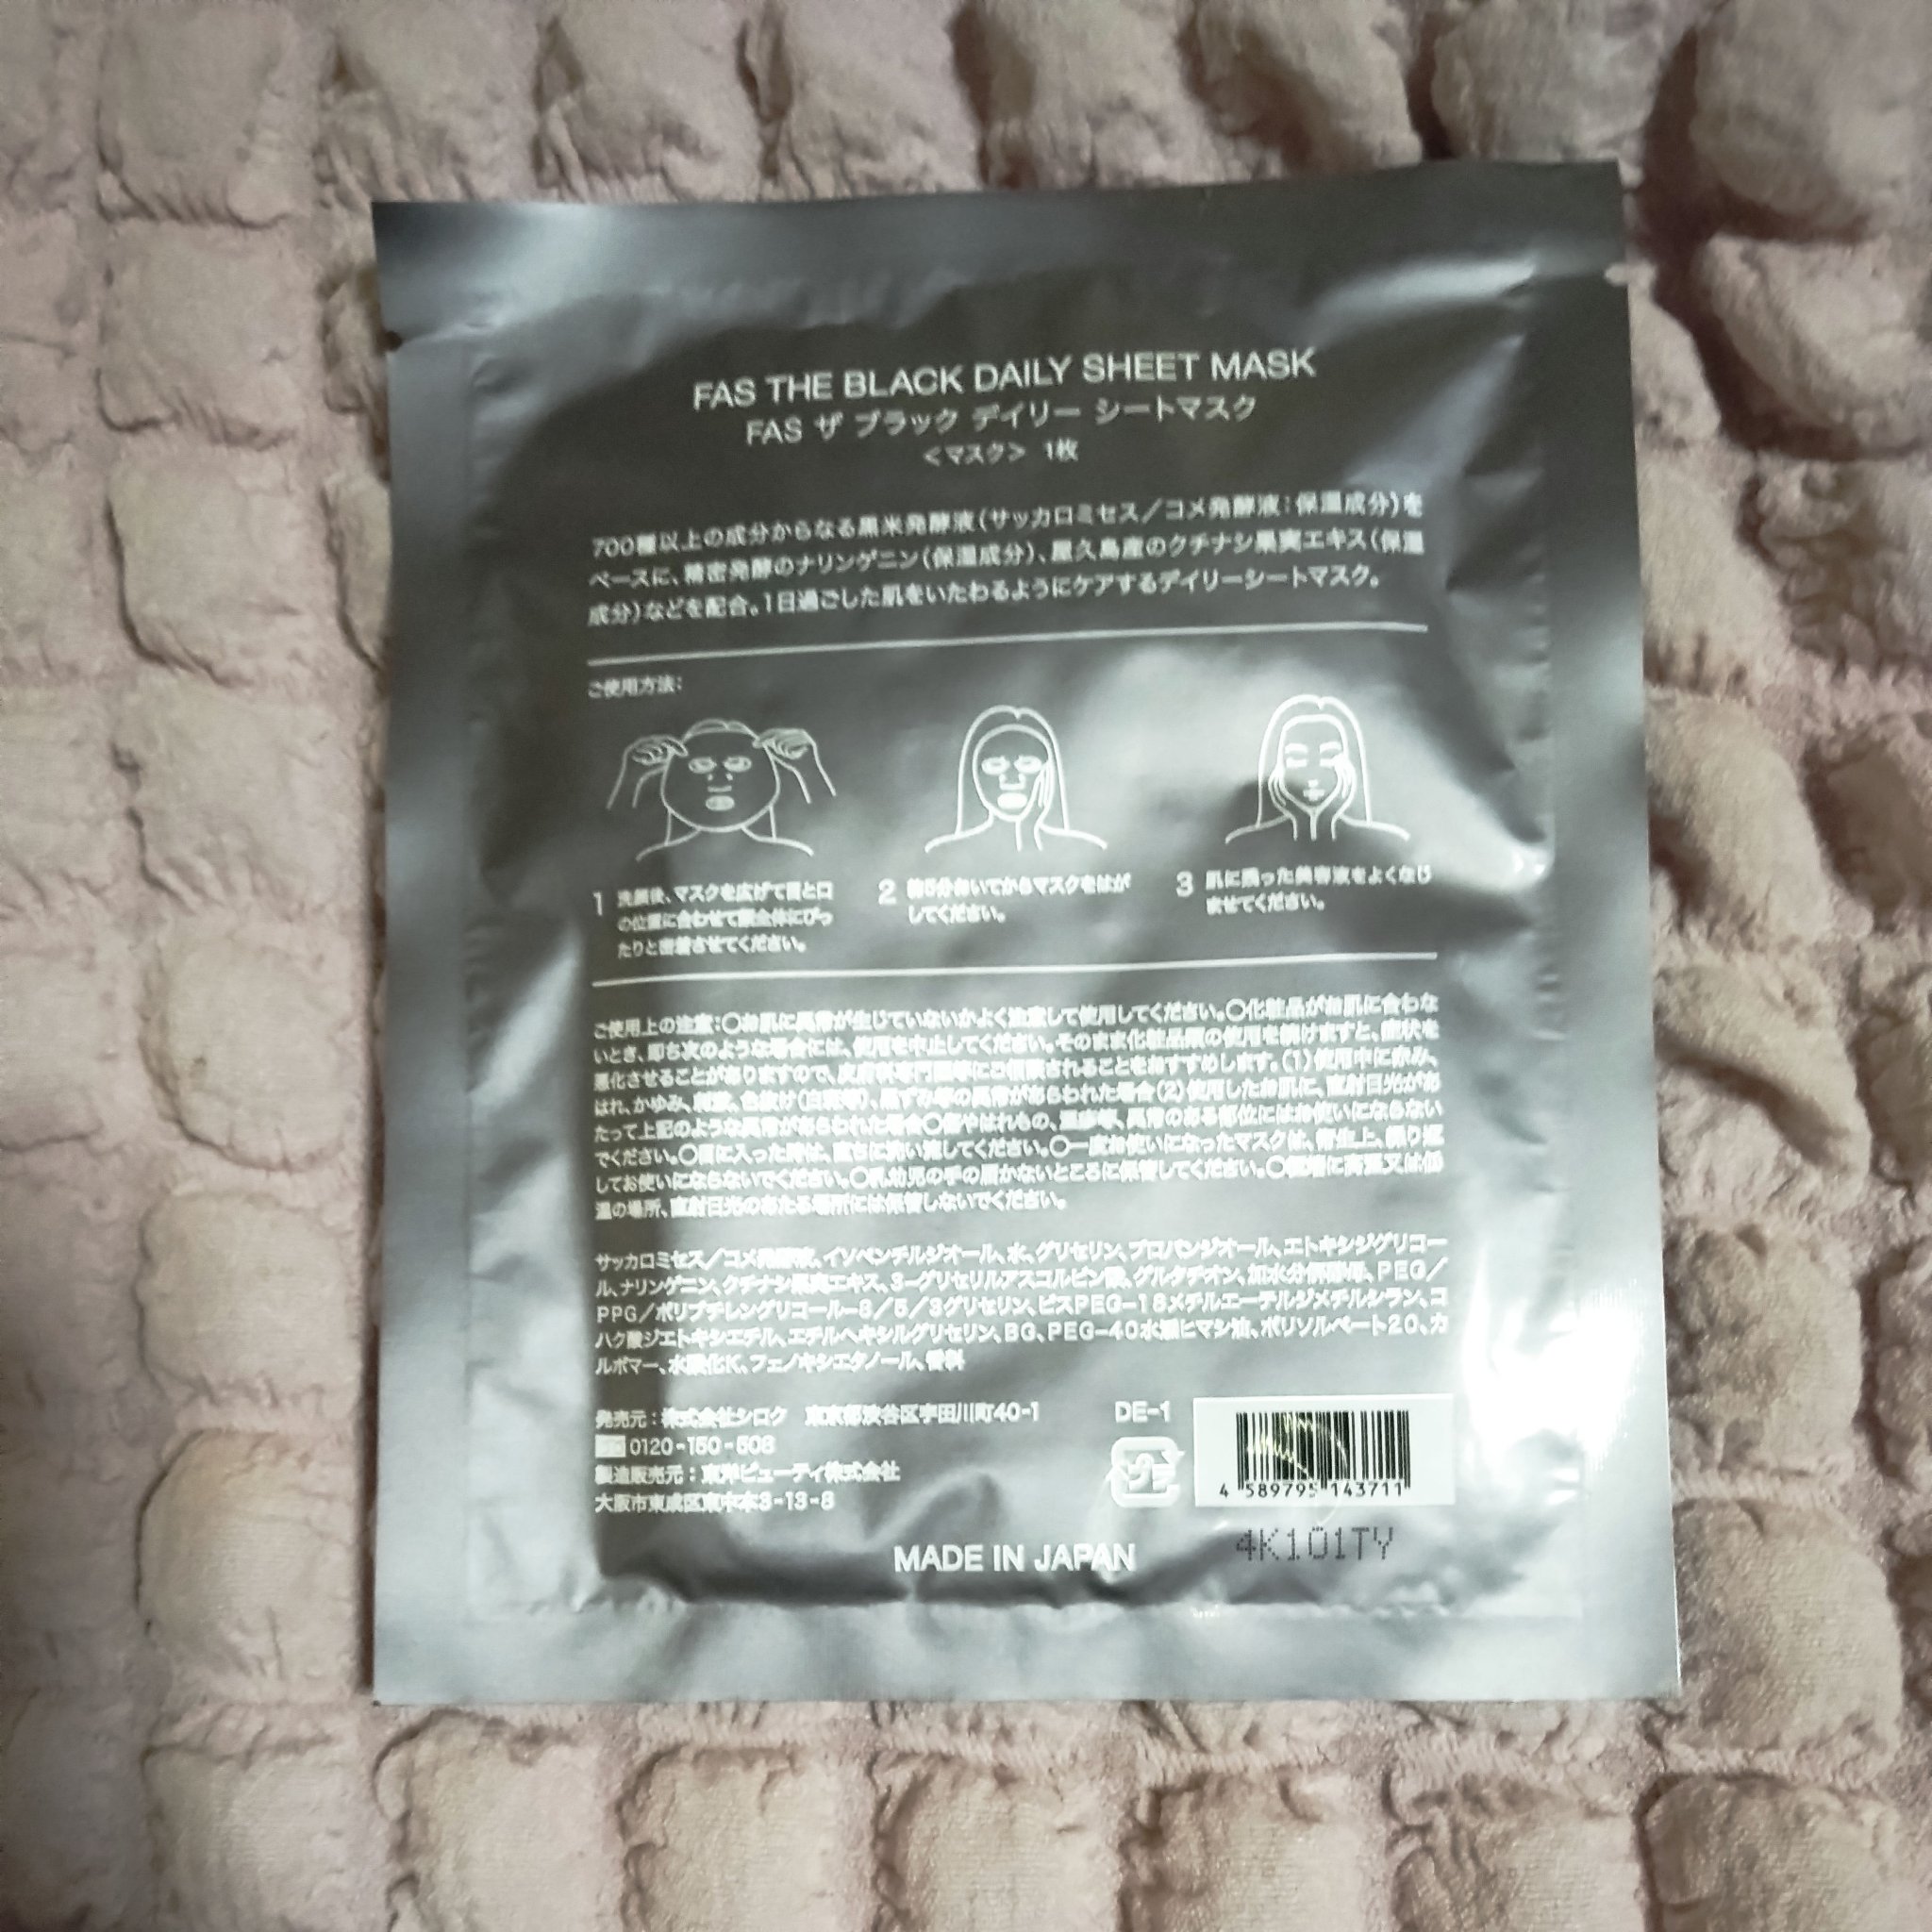 FAS THE BLACK DAILY SHEET MASK
FAS ザ ブラック デイリー シートマスク
＜マスク＞ 1枚
700種以上の成分からなる黒米発酵液（サッカロミセス／コメ発酵液：保湿成分）を
ベースに、精密発酵のナリンゲニン（保湿成分）、屋久島産のクチナシ果実エキス（保湿
成分）などを配合。1日過ごした肌をいたわるようにケアするデイリーシートマスク。
ご使用方法：
1 洗顔後、マスクを広げて目と口
の位置に合わせて顔全体にぴっ
たりと密着させてください。
2 約5分おいてからマスクをはが
してください。
3 肌に残った美容液をよくなじ
ませてください。
ご使用上の注意：〇お肌に異常が生じていないかよく注意して使用してください。〇化粧品がお肌に合わな
いとき、即ち次のような場合には、使用を中止してください。そのまま化粧品類の使用を続けますと、症状を
悪化させることがありますので、皮膚科専門医等にご相談されることをおすすめします。（1）使用中に赤み、
はれ、かゆみ、刺激、色抜け（白斑等）、黒ずみ等の異常があらわれた場合（2）使用したお肌に、直射日光があ
たって上記のような異常があらわれた場合〇傷やはれもの、湿疹等、異常のある部位にはお使いにならない
でください。〇目に入った時は、直ちに洗い流してください。〇一度お使いになったマスクは、衛生上、繰り返
してお使いにならないでください。〇乳幼児の手の届かないところに保管してください。〇極端に高温又は低
温の場所、直射日光のあたる場所には保管しないでください。
サッカロミセス／コメ発酵液、イソペンチルジオール、水、グリセリン、プロパンジオール、エトキシジグリコー
ル、ナリンゲニン、クチナシ果実エキス、3-グリセリルアスコルビン酸、グルタチオン、加水分解酵母、PEG／
PPG／ポリブチレングリコール-8／5／3グリセリン、ビスPEG-18メチルエーテルジメチルシラン、コ
ハク酸ジエトキシエチル、エチルヘキシルグリセリン、BG、PEG-40水添ヒマシ油、ポリソルベート20、カ
ルボマー、水酸化K、フェノキシエタノール、香料
発売元：株式会社シロク 東京都渋谷区宇田川町40-1
0120-150-508
製造販売元：東洋ビューティ株式会社
大阪市東成区東中本3-13-8
DE-1
4 589795 143711
4K101TY
MADE IN JAPAN